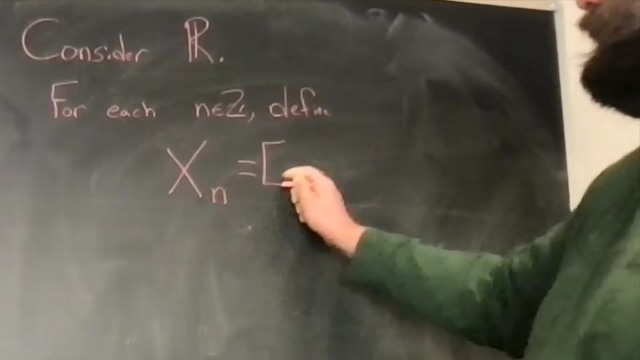 Consider ℝ.
For each n∈ℤ, define
Xₙ = [